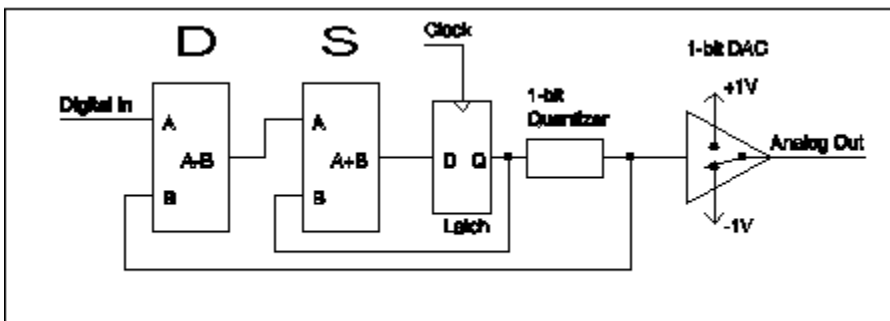 D
S
Clock
1-bit DAC
Digital In
A
A-B
B
A
A+B
B
D Q
Latch
1-bit
Quantizer
+1V
-1V
Analog Out